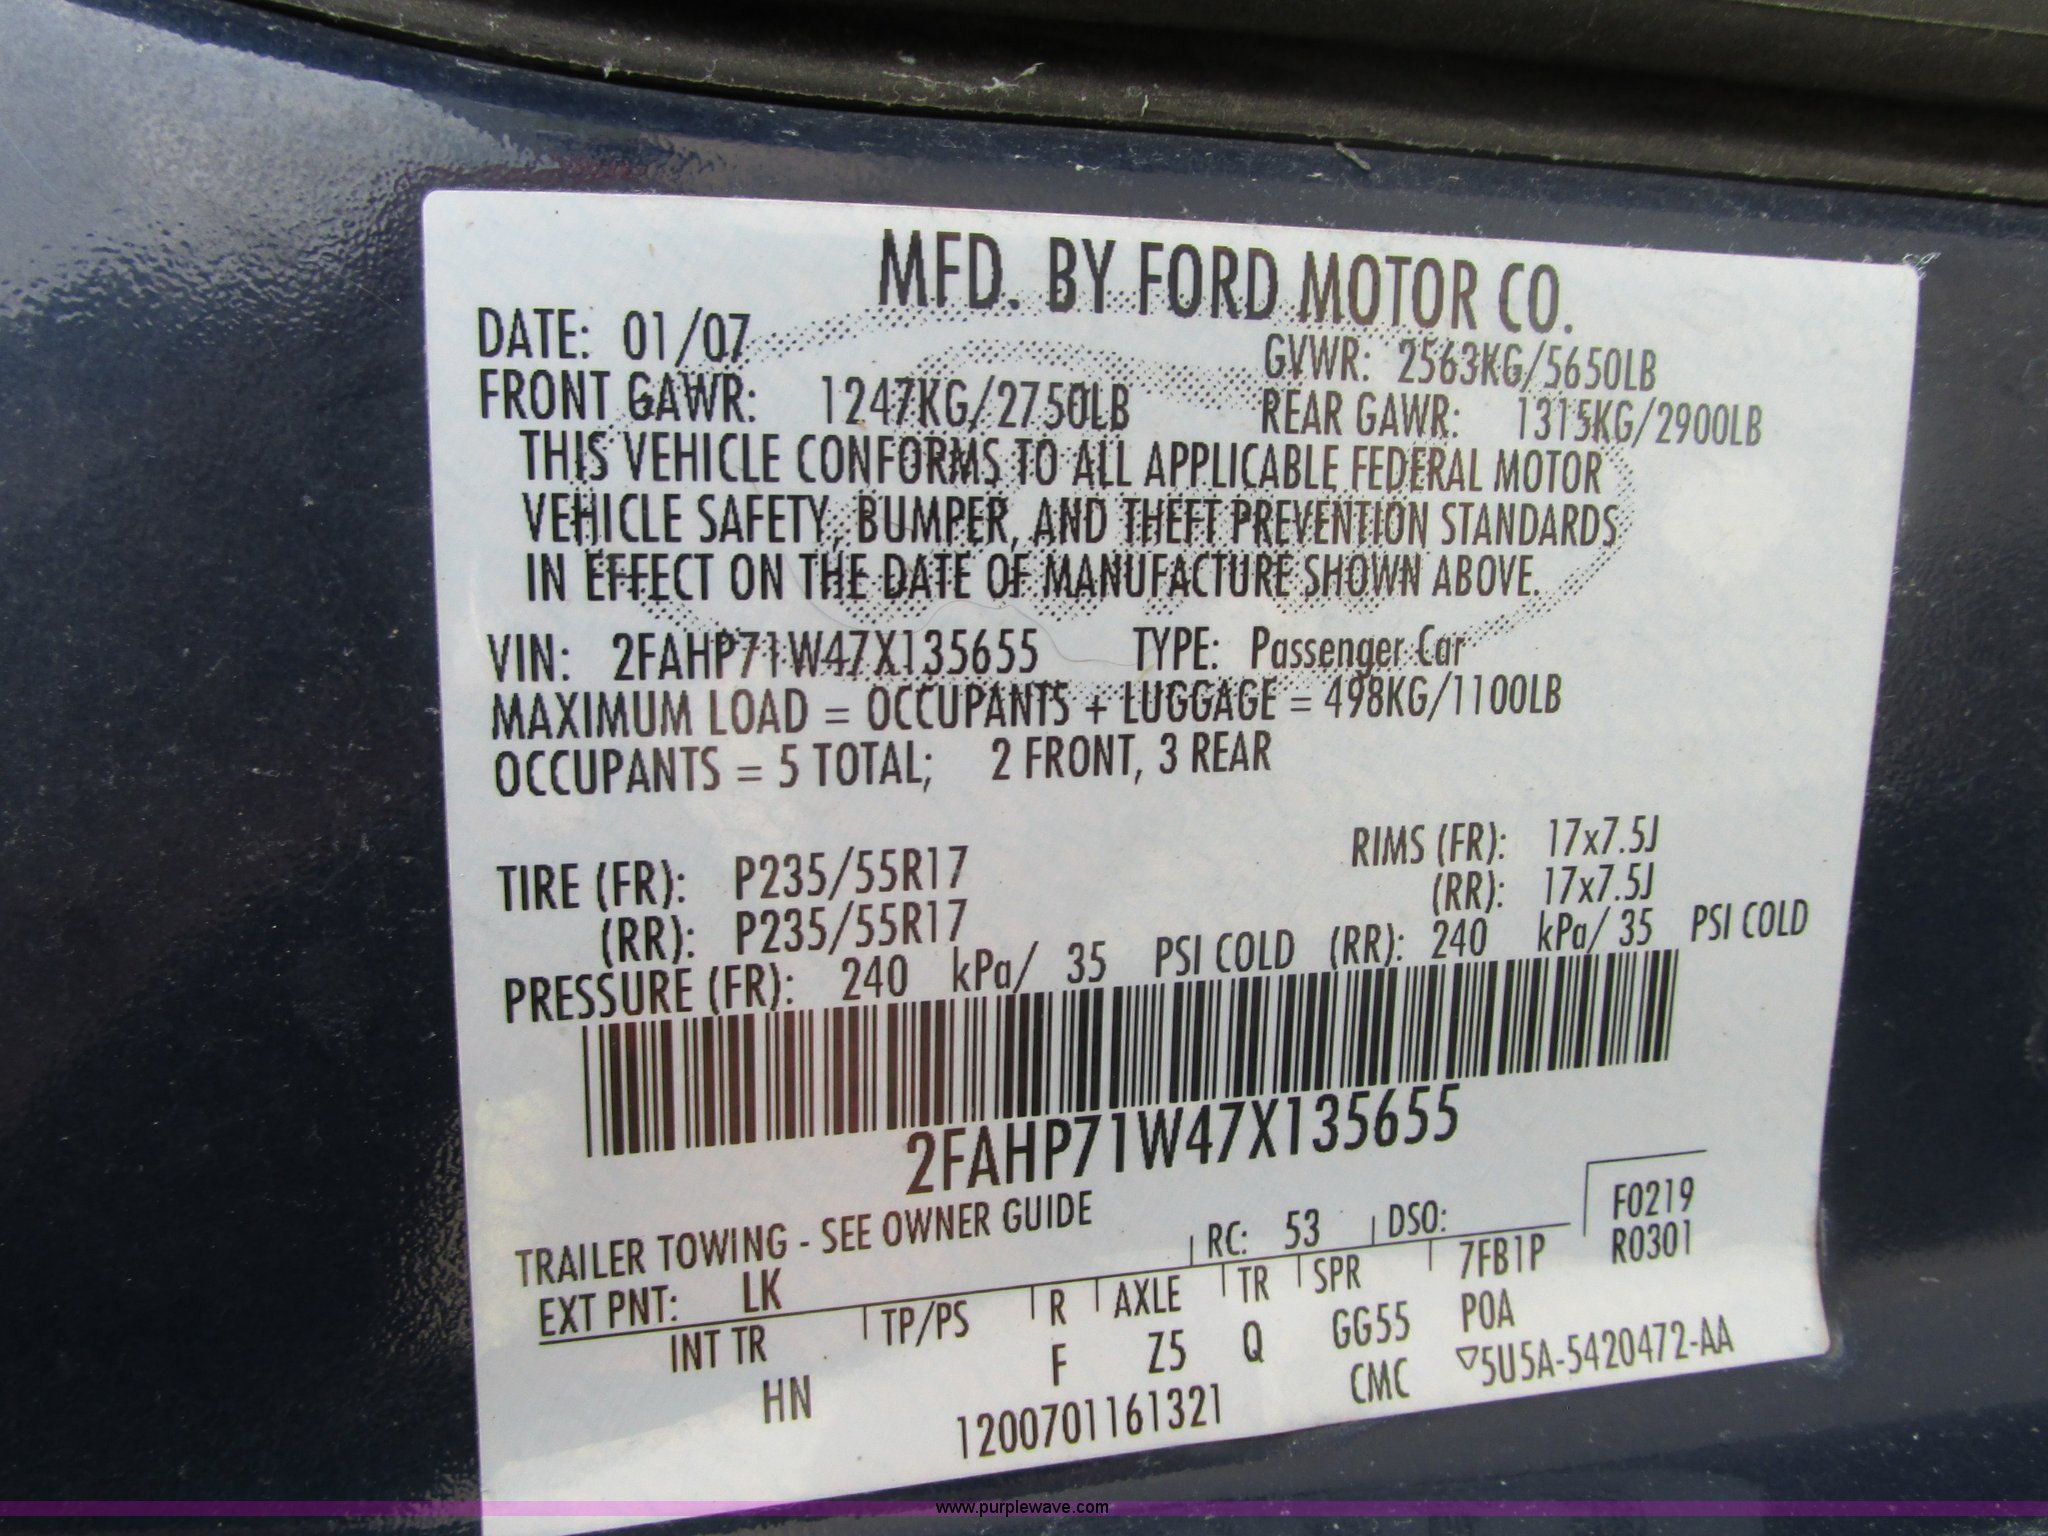 MFD. BY FORD MOTOR CO.
DATE: 01/07 GVWR: 2563KG/5650LB
FRONT GAWR: 1247KG/2750LB REAR GAWR: 1315KG/2900LB
THIS VEHICLE CONFORMS TO ALL APPLICABLE FEDERAL MOTOR
VEHICLE SAFETY, BUMPER, AND THEFT PREVENTION STANDARDS
IN EFFECT ON THE DATE OF MANUFACTURE SHOWN ABOVE.
VIN: 2FAHP71W47X135655 TYPE: Passenger Car
MAXIMUM LOAD = OCCUPANTS + LUGGAGE = 498KG/1100LB
OCCUPANTS = 5 TOTAL; 2 FRONT, 3 REAR
TIRE (FR): P235/55R17 RIMS (FR): 17x7.5J
(RR): P235/55R17 (RR): 17x7.5J
PRESSURE (FR): 240 kPa/ 35 PSI COLD (RR): 240 kPa/ 35 PSI COLD
2FAHP71W47X135655
TRAILER TOWING - SEE OWNER GUIDE
F0219
EXT PNT: LK RC: 53 DSO: R0301
INT TR TP/PS R AXLE TR SPR 7FB1P
HN F Z5 Q GG55 POA
1200701161321 CMC ▽5U5A-5420472-AA
www.purplewave.com